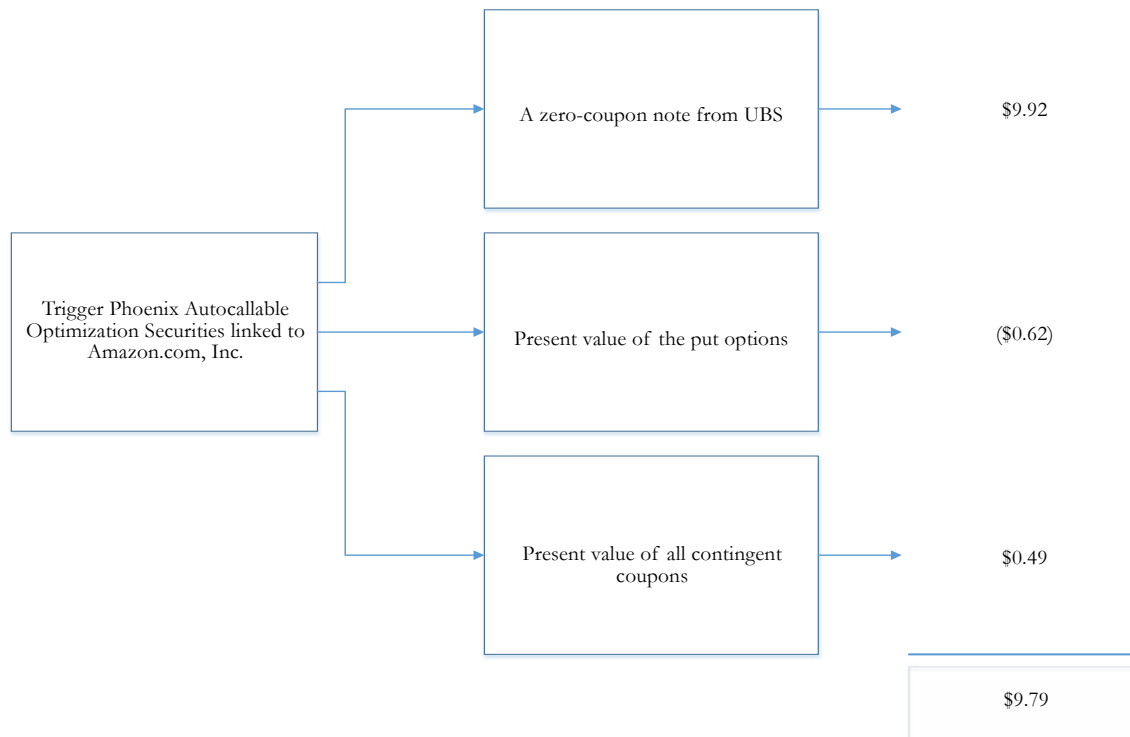 A zero-coupon note from UBS
$9.92
Trigger Phoenix Autocallable
Optimization Securities linked to
Amazon.com, Inc.
Present value of the put options
($0.62)
Present value of all contingent
coupons
$0.49
$9.79